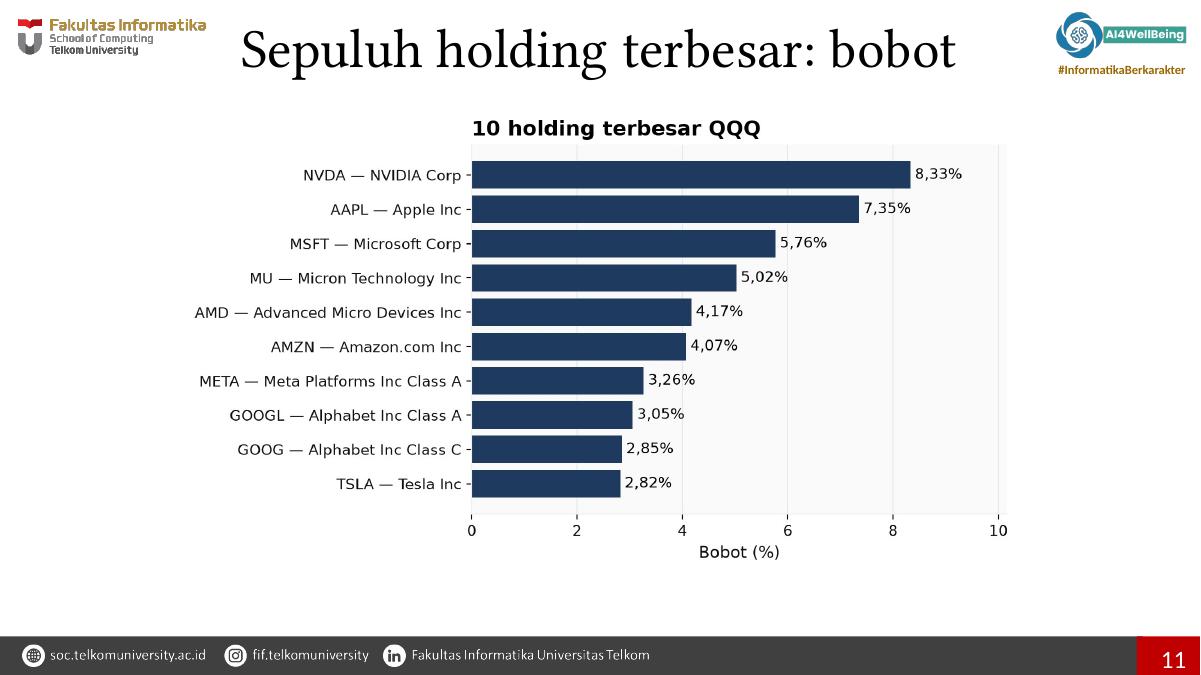 Fakultas Informatika
School of Computing
Telkom University
Sepuluh holding terbesar: bobot
AI4WellBeing
#InformatikaBerkarakter
10 holding terbesar QQQ
NVDA — NVIDIA Corp 8,33%
AAPL — Apple Inc 7,35%
MSFT — Microsoft Corp 5,76%
MU — Micron Technology Inc 5,02%
AMD — Advanced Micro Devices Inc 4,17%
AMZN — Amazon.com Inc 4,07%
META — Meta Platforms Inc Class A 3,26%
GOOGL — Alphabet Inc Class A 3,05%
GOOG — Alphabet Inc Class C 2,85%
TSLA — Tesla Inc 2,82%
0 2 4 6 8 10
Bobot (%)
soc.telkomuniversity.ac.id fif.telkomuniversity in Fakultas Informatika Universitas Telkom 11